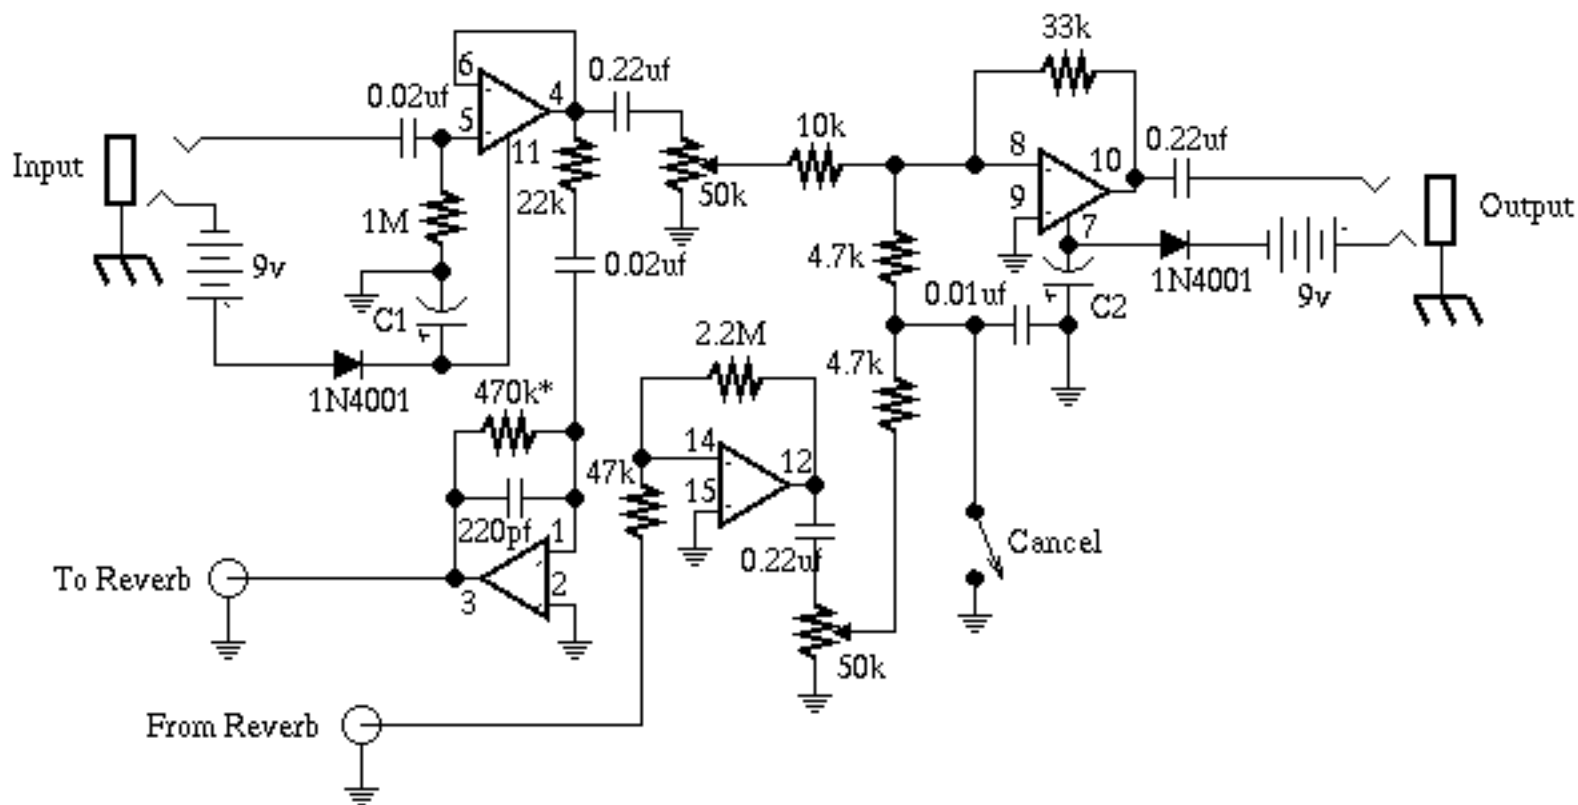 33k
6
0.22uf
4
0.02uf
5
11
10k
8
10
0.22uf
Input
22k
50k
9
7
Output
1M
9v
0.02uf
4.7k
1N4001
9v
C1
0.01uf
C2
2.2M
4.7k
1N4001
470k*
14
12
47k
15
220pf
1
0.22uf
Cancel
To Reverb
3
2
50k
From Reverb